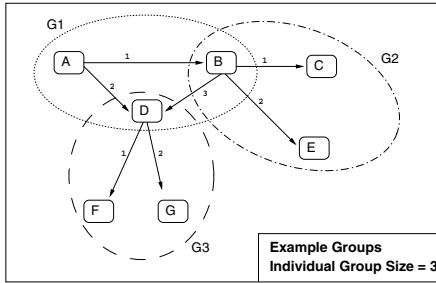 G1
A
1
B
1
C
G2
2
3
2
D
E
1
2
F
G
G3
Example Groups
Individual Group Size = 3